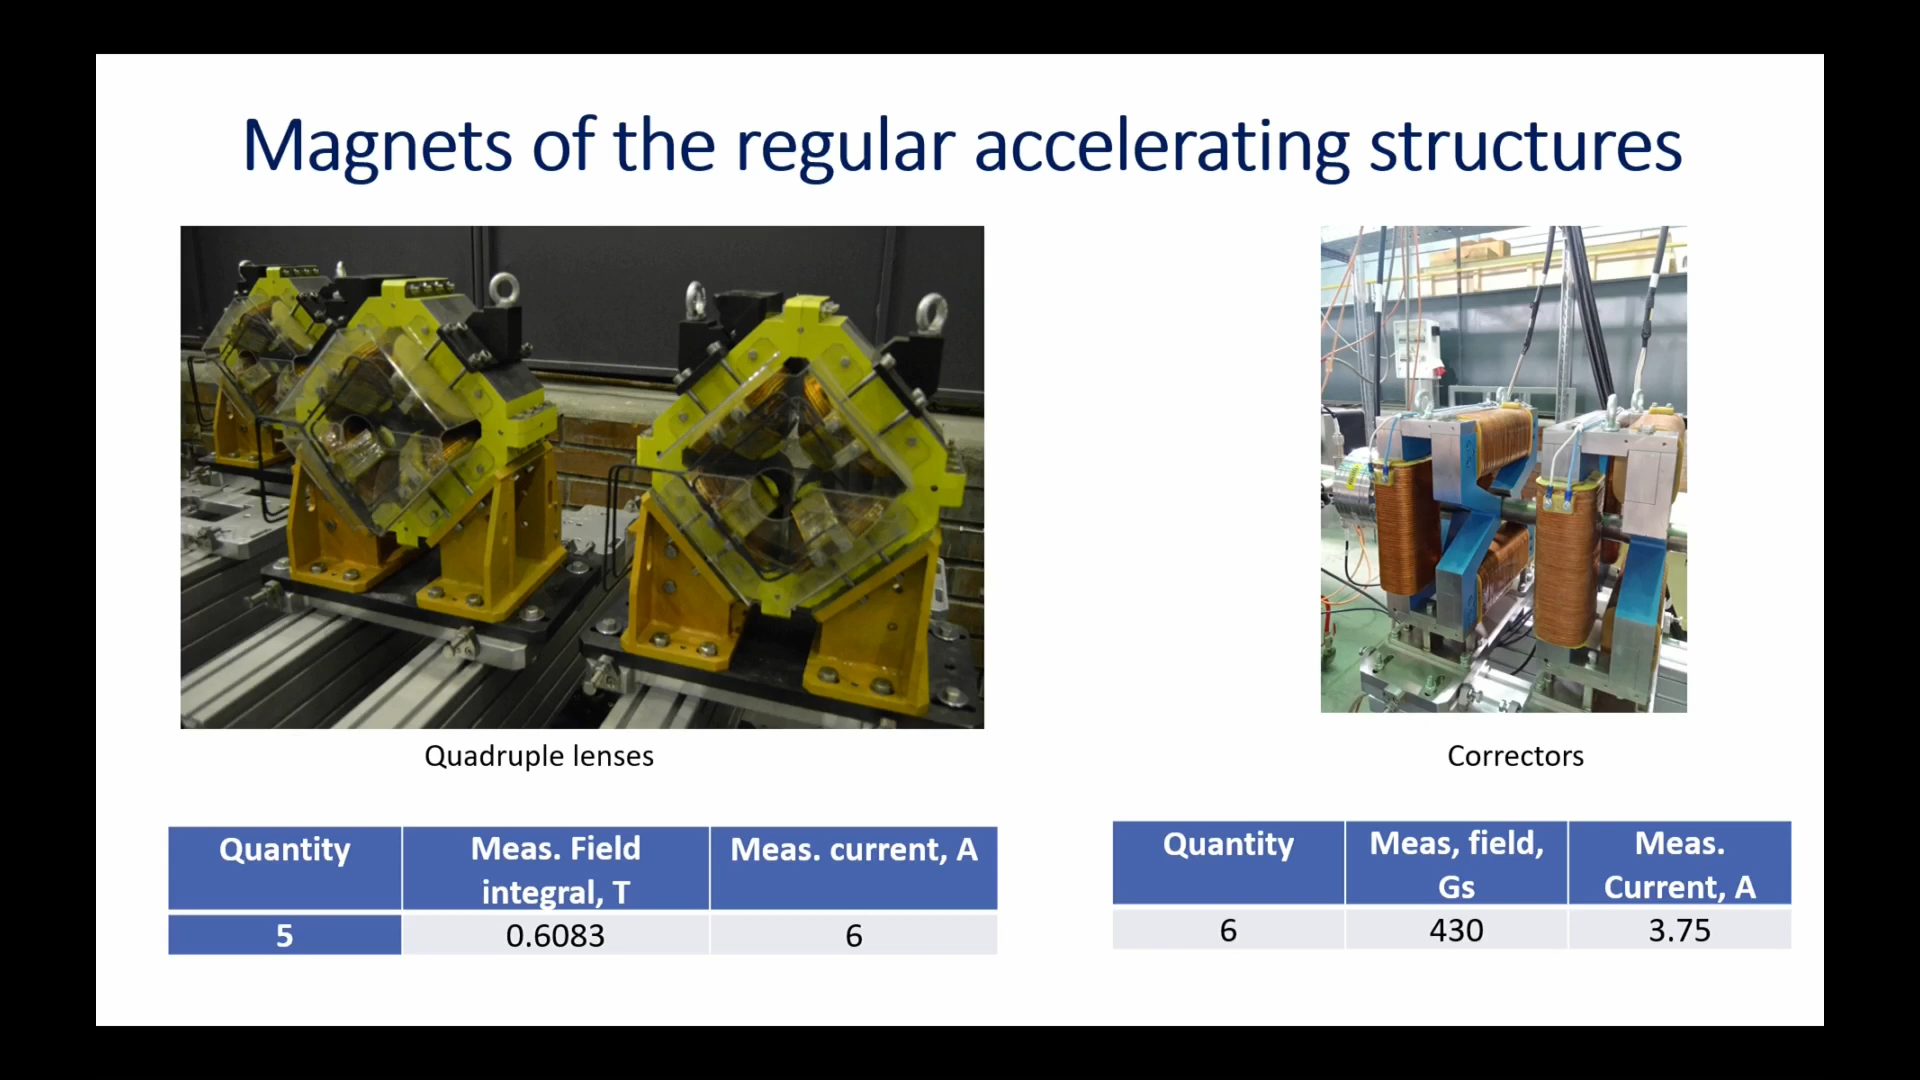 Magnets of the regular accelerating structures
Quadruple lenses
Correctors
Quantity
Meas. Field
integral, T
Meas. current, A
5
0.6083
6
Quantity
Meas, field,
Gs
Meas.
Current, A
6
430
3.75